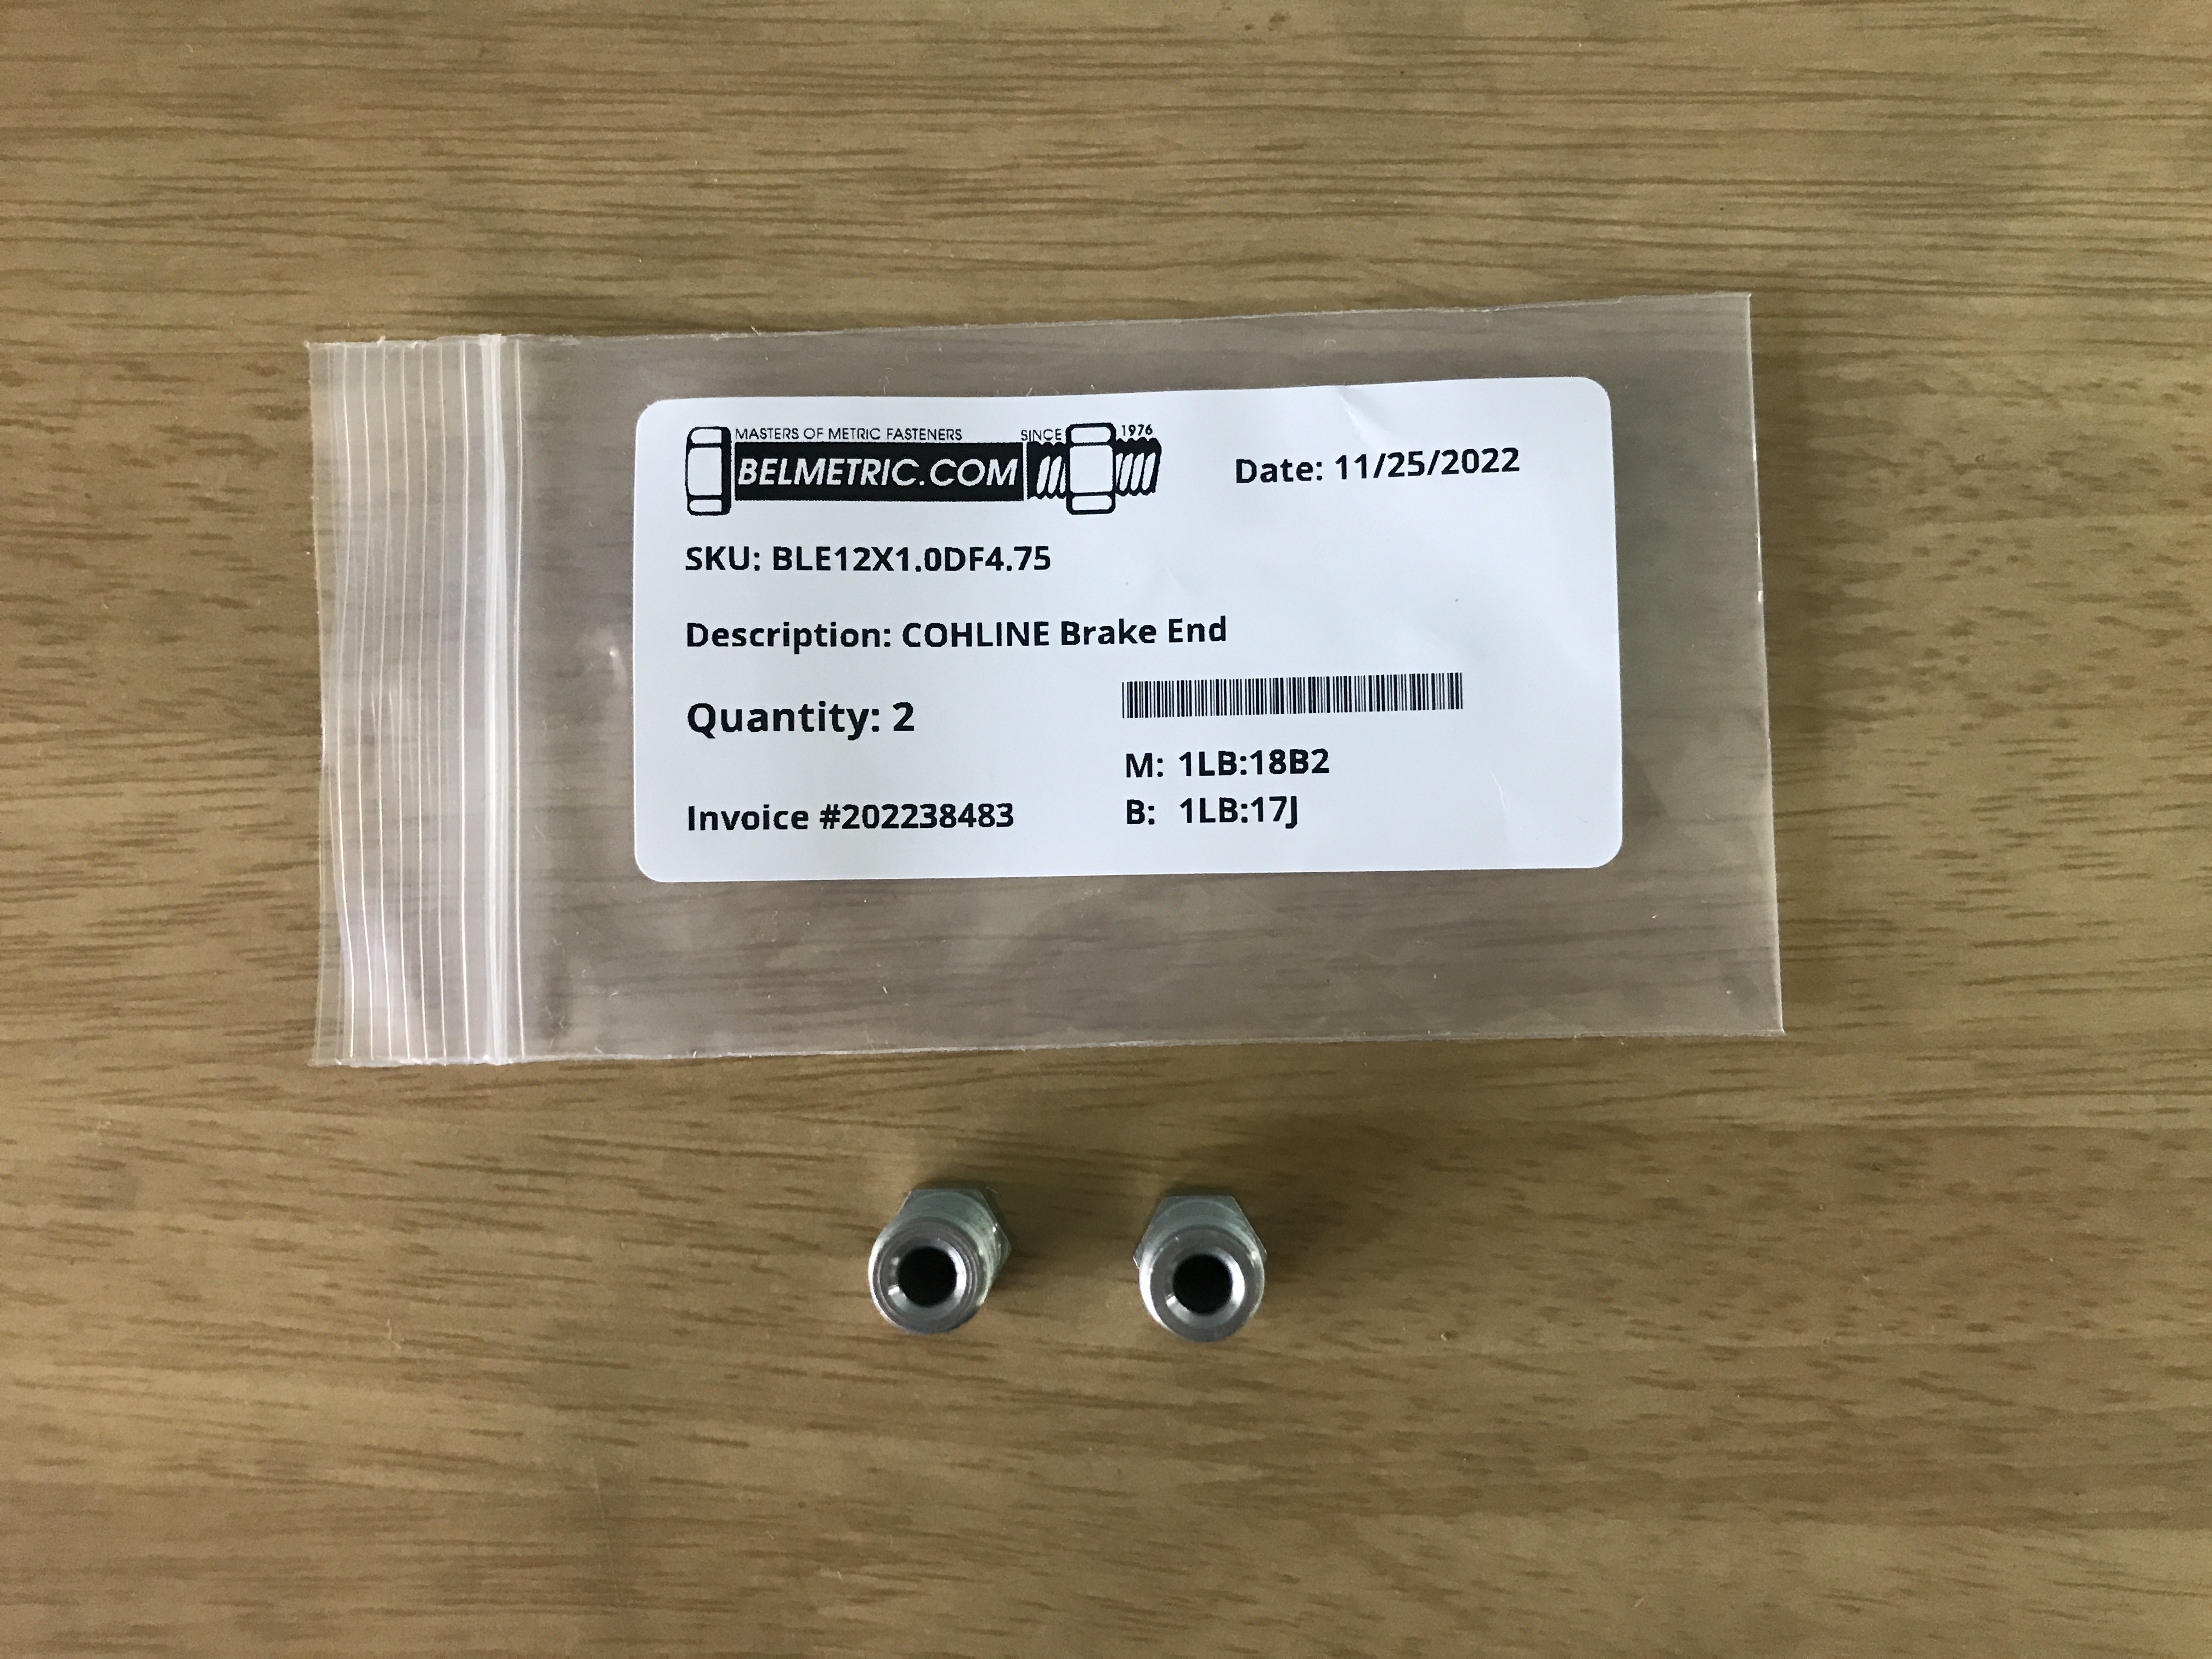 MASTERS OF METRIC FASTENERS SINCE 1976
BELMETRIC.COM
Date: 11/25/2022
SKU: BLE12X1.0DF4.75
Description: COHLINE Brake End
Quantity: 2
M: 1LB:18B2
Invoice #202238483
B: 1LB:17J